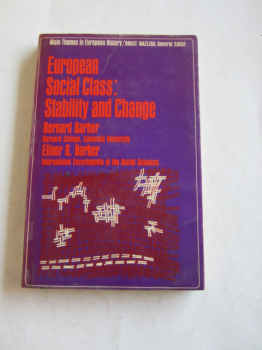 Main Themes in European History/BRUCE MAZLISH, General Editor
European
Social Class:
Stability and Change
Bernard Barber
Barnard College, Columbia University
Elinor G. Barber
International Encyclopedia of the Social Sciences